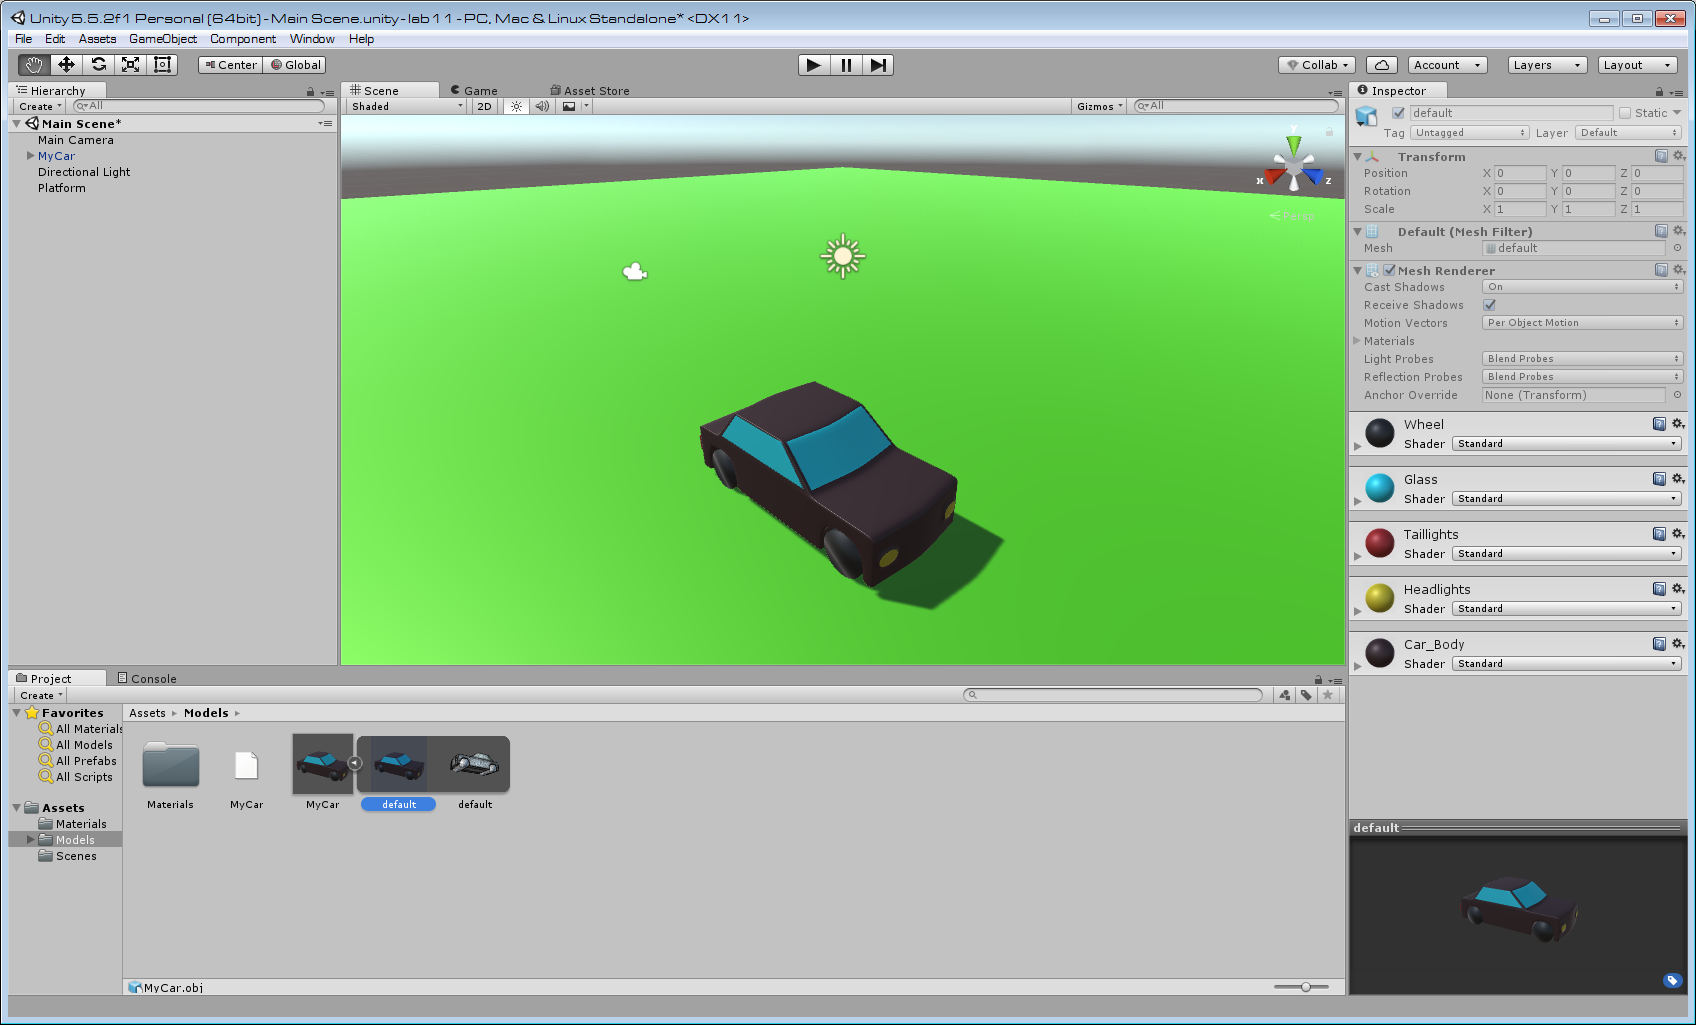 Unity 5.5.2f1 Personal (64bit) - Main Scene.unity - lab11 - PC, Mac & Linux Standalone* <DX11>
File Edit Assets GameObject Component Window Help
Center Global Collab Account Layers Layout
Hierarchy
Create All
Main Scene*
Main Camera
MyCar
Directional Light
Platform
Scene Game Asset Store
Shaded 2D Gizmos All
y
x z
Persp
Inspector
default Static
Tag Untagged Layer Default
Transform
Position X 0 Y 0 Z 0
Rotation X 0 Y 0 Z 0
Scale X 1 Y 1 Z 1
Default (Mesh Filter)
Mesh default
Mesh Renderer
Cast Shadows On
Receive Shadows
Motion Vectors Per Object Motion
Materials
Light Probes Blend Probes
Reflection Probes Blend Probes
Anchor Override None (Transform)
Wheel
Shader Standard
Glass
Shader Standard
Taillights
Shader Standard
Headlights
Shader Standard
Car_Body
Shader Standard
default
Project Console
Create
Favorites
All Materials
All Models
All Prefabs
All Scripts
Assets
Materials
Models
Scenes
Assets Models
Materials MyCar MyCar default default
MyCar.obj